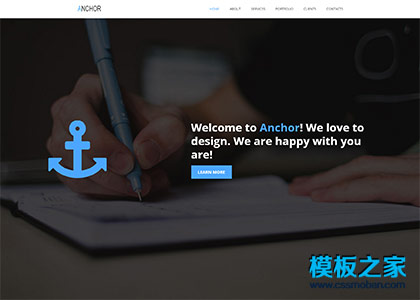 ANCHOR
HOME ABOUT SERVICES PORTFOLIO CLIENTS CONTACTS
Welcome to Anchor! We love to
design. We are happy with you
are!
LEARN MORE
模板之家
www.cssmoban.com